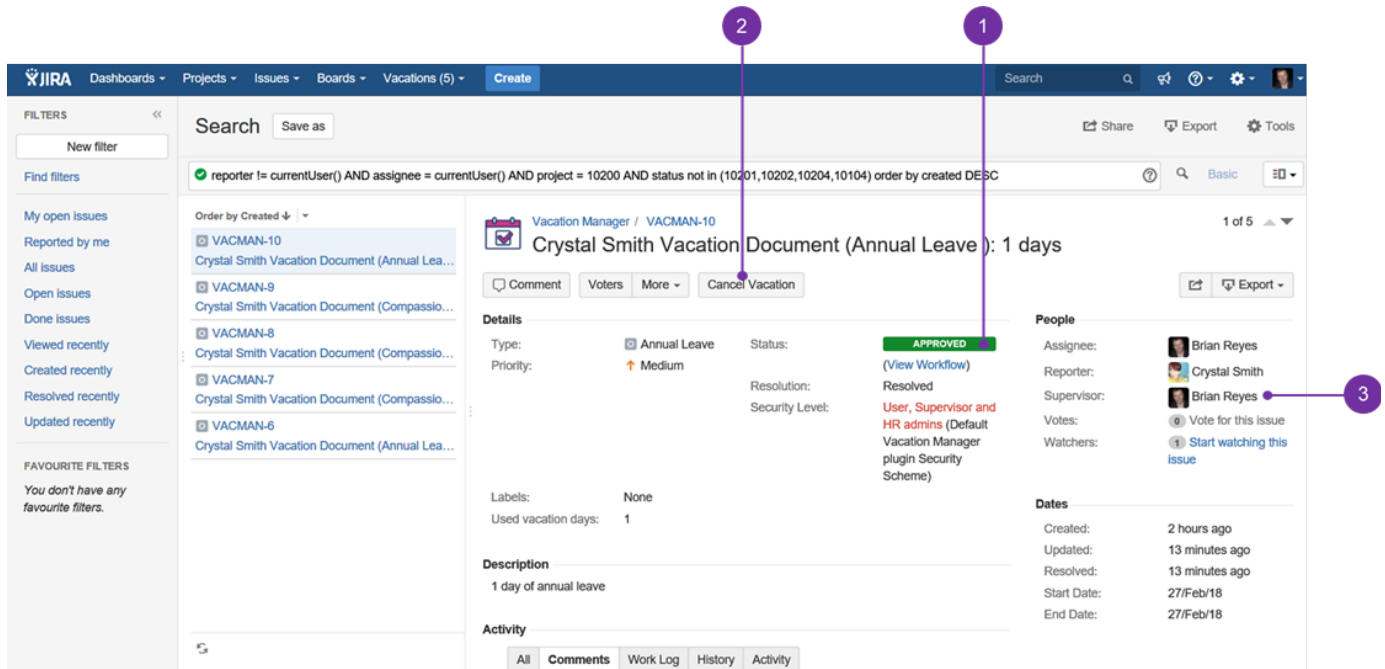 2
1
JIRA Dashboards Projects Issues Boards Vacations (5) Create Search
FILTERS
New filter
Find filters
My open issues
Reported by me
All issues
Open issues
Done issues
Viewed recently
Created recently
Resolved recently
Updated recently
FAVOURITE FILTERS
You don't have any
favourite filters.
Search Save as Share Export Tools
reporter != currentUser() AND assignee = currentUser() AND project = 10200 AND status not in (10201,10202,10204,10104) order by created DESC Basic
Order by Created
VACMAN-10
Crystal Smith Vacation Document (Annual Lea...
VACMAN-9
Crystal Smith Vacation Document (Compassio...
VACMAN-8
Crystal Smith Vacation Document (Compassio...
VACMAN-7
Crystal Smith Vacation Document (Compassio...
VACMAN-6
Crystal Smith Vacation Document (Annual Lea...
Vacation Manager / VACMAN-10 1 of 5
Crystal Smith Vacation Document (Annual Leave ): 1 days
Comment Voters More Cancel Vacation Export
Details
Type: Annual Leave Status: APPROVED
Priority: Medium (View Workflow)
Resolution: Resolved
Security Level: User, Supervisor and
HR admins (Default
Vacation Manager
plugin Security
Scheme)
Labels: None
Used vacation days: 1
Description
1 day of annual leave
Activity
All Comments Work Log History Activity
People
Assignee: Brian Reyes
Reporter: Crystal Smith
Supervisor: Brian Reyes 3
Votes: 0 Vote for this issue
Watchers: 1 Start watching this
issue
Dates
Created: 2 hours ago
Updated: 13 minutes ago
Resolved: 13 minutes ago
Start Date: 27/Feb/18
End Date: 27/Feb/18